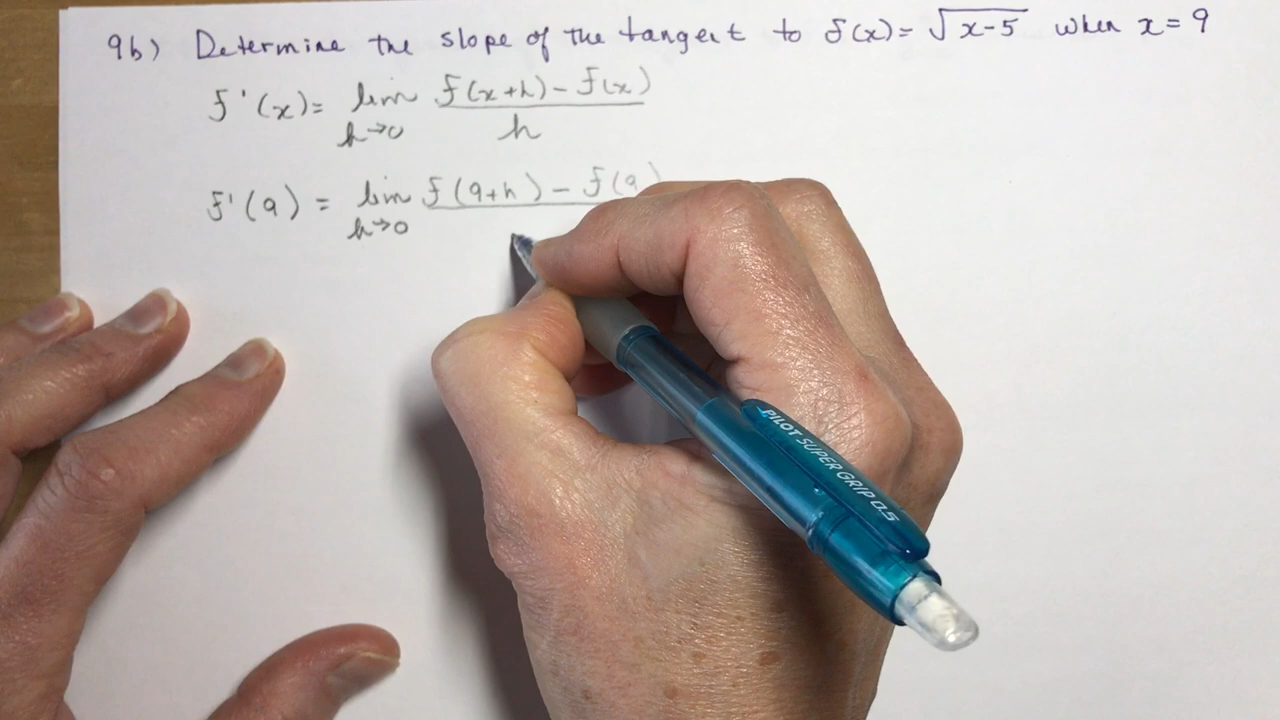 9b) Determine the slope of the tangent to f(x)= √x-5 when x=9
f'(x)= lim f(x+h)-f(x)
h→0 h
f'(9) = lim f(9+h)-f(9)
h→0
PILOT SUPER GRIP 0.5